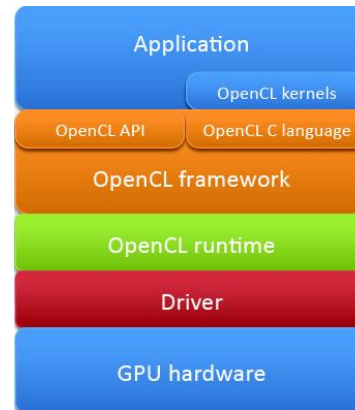 Application
OpenCL kernels
OpenCL API
OpenCL C language
OpenCL framework
OpenCL runtime
Driver
GPU hardware